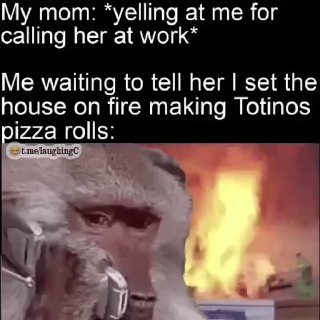 My mom: *yelling at me for
calling her at work*
Me waiting to tell her I set the
house on fire making Totinos
pizza rolls:
t.me/laughingC